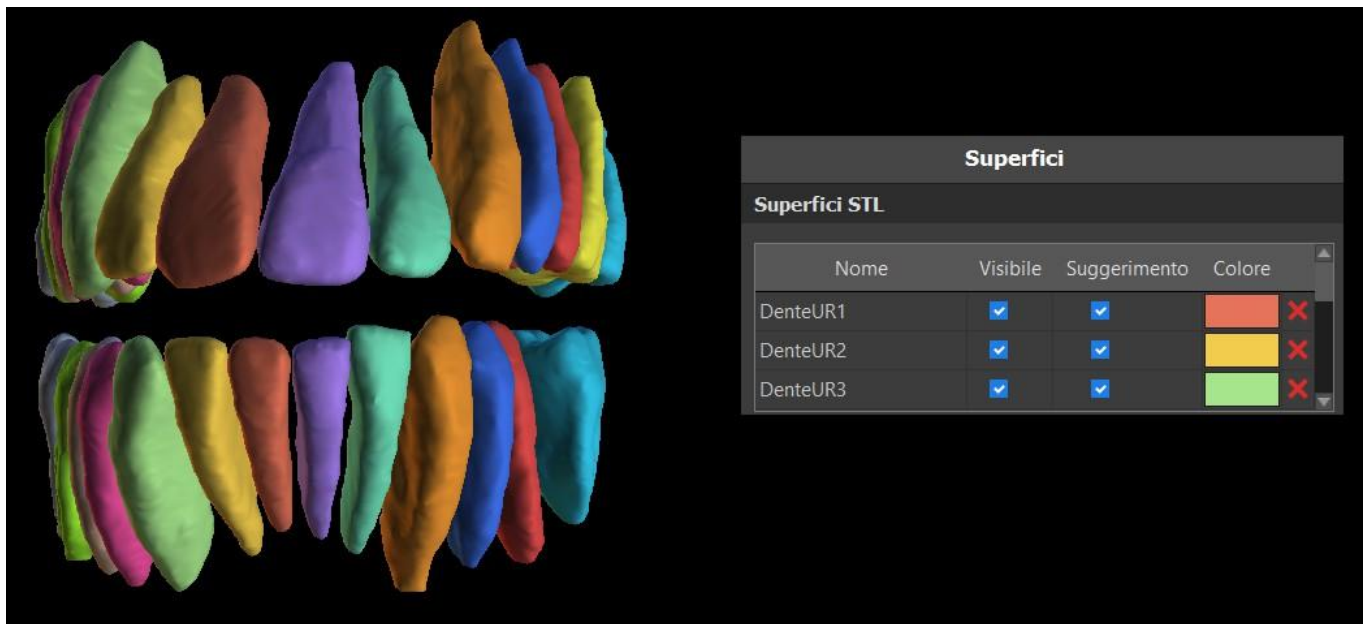 Superfici
Superfici STL
Nome Visibile Suggerimento Colore
DenteUR1
DenteUR2
DenteUR3